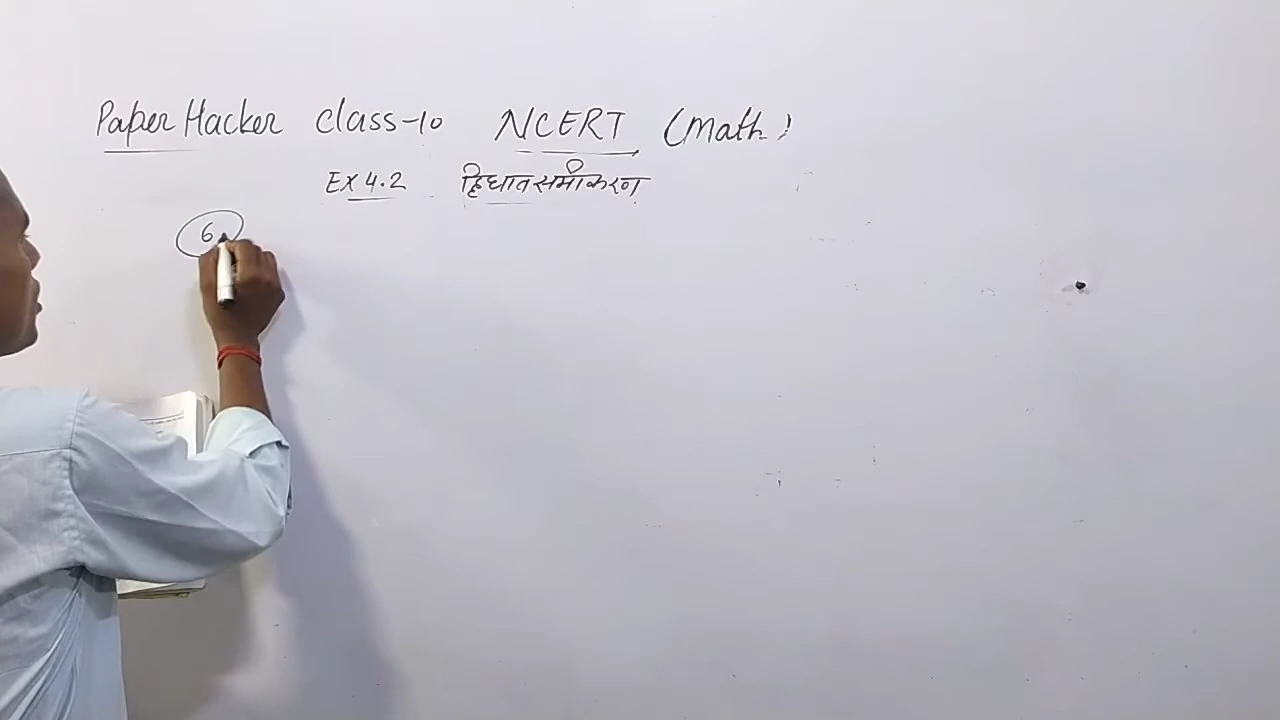 Paper Hacker class-10 NCERT (Math)
Ex 4.2 द्विघात समीकरण
6